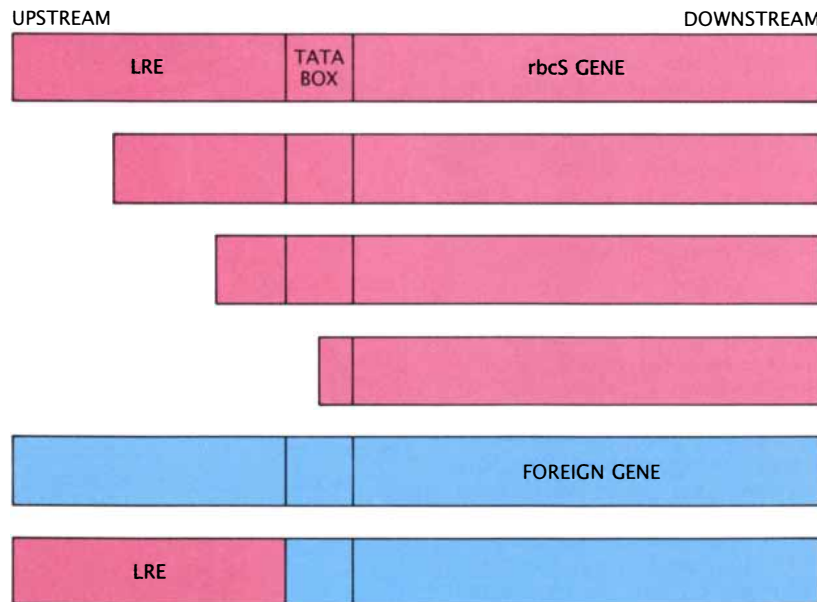 UPSTREAM DOWNSTREAM
LRE TATA BOX rbcS GENE
FOREIGN GENE
LRE